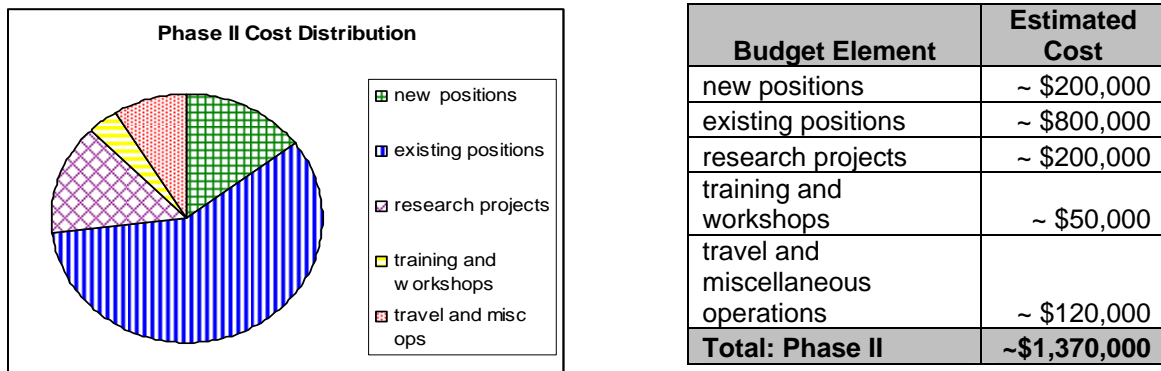 Phase II Cost Distribution
new positions
existing positions
research projects
training and
workshops
travel and misc
ops
Budget Element
Estimated
Cost
new positions
~ $200,000
existing positions
~ $800,000
research projects
~ $200,000
training and
workshops
~ $50,000
travel and
miscellaneous
operations
~ $120,000
Total: Phase II
~$1,370,000